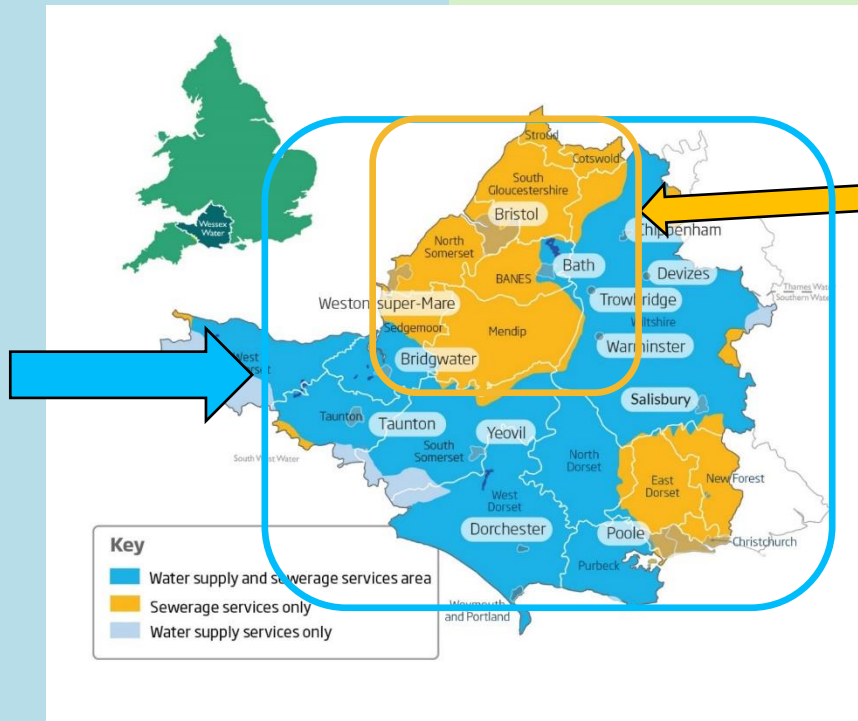 Wessex
Water
Stroud
Cotswold
South
Gloucestershire
Bristol
Chippenham
North
Somerset
Bath
BANES
Devizes
Thames Wat
Southern Wate
Weston-super-Mare
Trowbridge
Wiltshire
Sedgemoor
Mendip
Warminster
Bridgwater
West
Salisbury
Taunton
Taunton
Yeovil
South West Water
South
Somerset
North
Dorset
East
Dorset
New Forest
West
Dorset
Dorchester
Poole
Christchurch
Purbeck
Weymouth
and Portland
Key
Water supply and sewerage services area
Sewerage services only
Water supply services only